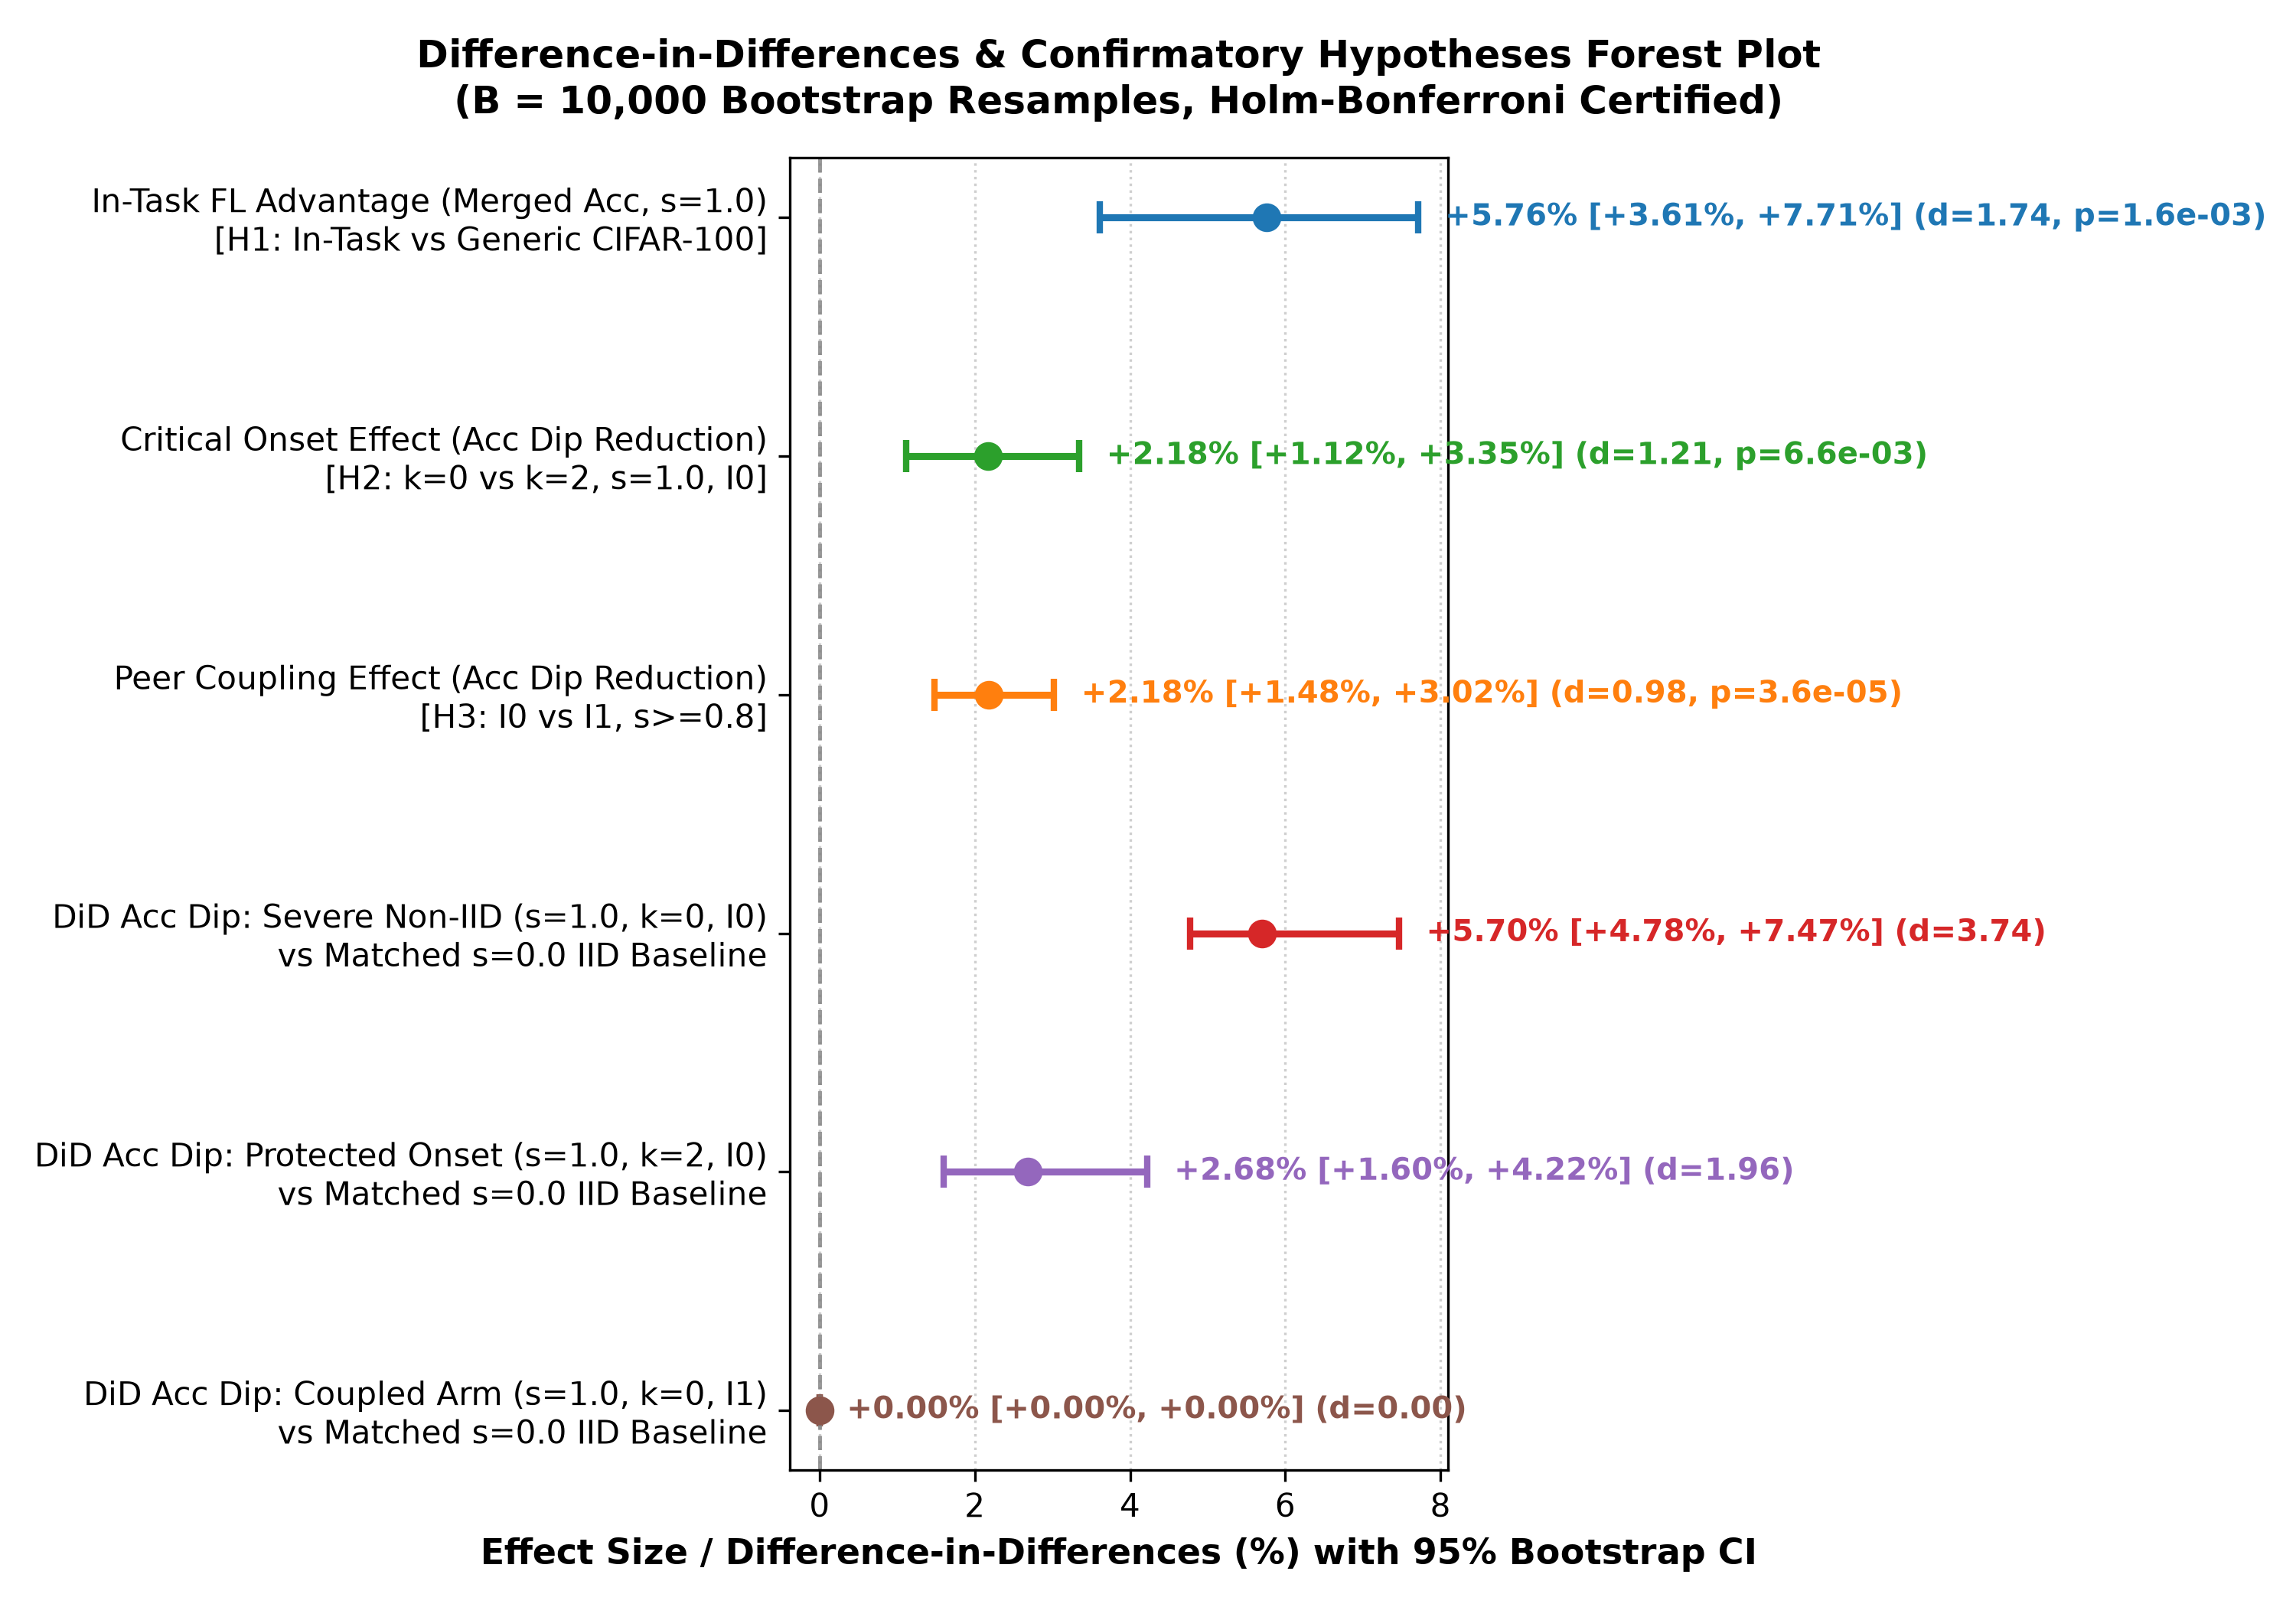 Difference-in-Differences & Confirmatory Hypotheses Forest Plot
(B = 10,000 Bootstrap Resamples, Holm-Bonferroni Certified)
In-Task FL Advantage (Merged Acc, s=1.0)
[H1: In-Task vs Generic CIFAR-100]
+5.76% [+3.61%, +7.71%] (d=1.74, p=1.6e-03)
Critical Onset Effect (Acc Dip Reduction)
[H2: k=0 vs k=2, s=1.0, I0]
+2.18% [+1.12%, +3.35%] (d=1.21, p=6.6e-03)
Peer Coupling Effect (Acc Dip Reduction)
[H3: I0 vs I1, s>=0.8]
+2.18% [+1.48%, +3.02%] (d=0.98, p=3.6e-05)
DiD Acc Dip: Severe Non-IID (s=1.0, k=0, I0)
vs Matched s=0.0 IID Baseline
+5.70% [+4.78%, +7.47%] (d=3.74)
DiD Acc Dip: Protected Onset (s=1.0, k=2, I0)
vs Matched s=0.0 IID Baseline
+2.68% [+1.60%, +4.22%] (d=1.96)
DiD Acc Dip: Coupled Arm (s=1.0, k=0, I1)
vs Matched s=0.0 IID Baseline
+0.00% [+0.00%, +0.00%] (d=0.00)
0 2 4 6 8
Effect Size / Difference-in-Differences (%) with 95% Bootstrap CI